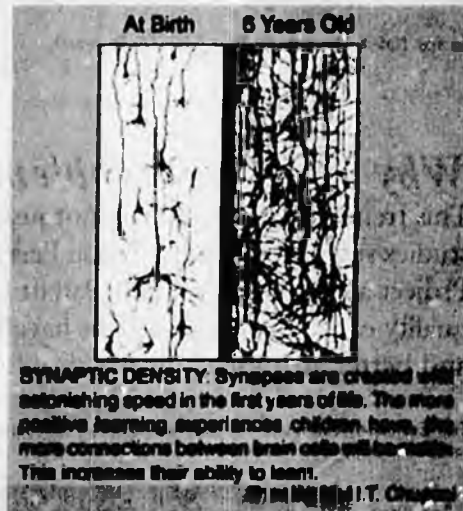 At Birth 6 Years Old
SYNAPTIC DENSITY: Synapses are created with
astonishing speed in the first years of life. The more
positive learning experiences children have, the
more connections between brain cells will be made.
This increases their ability to learn.
I.T. Chugani